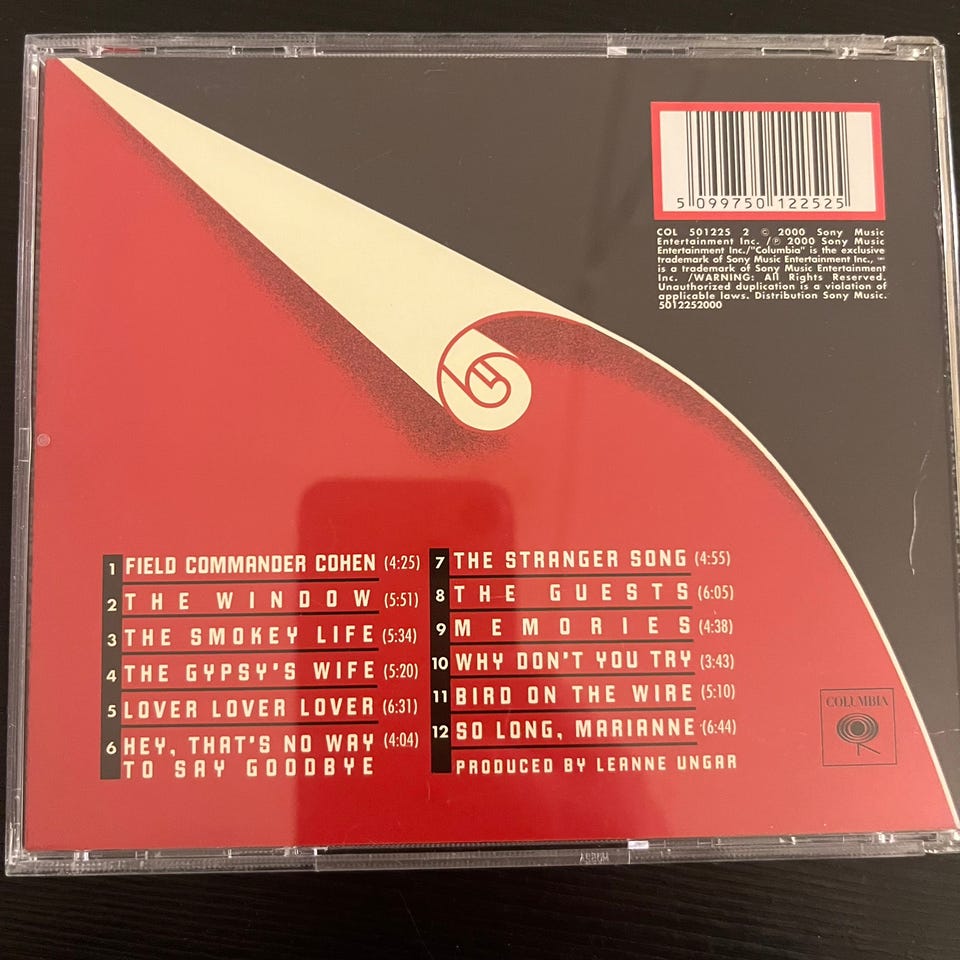 5 099750 122525
COL 501225 2 © 2000 Sony Music
Entertainment Inc. /℗ 2000 Sony Music
Entertainment Inc./"Columbia" is the exclusive
trademark of Sony Music Entertainment Inc.,
is a trademark of Sony Music Entertainment
Inc. /WARNING: All Rights Reserved.
Unauthorized duplication is a violation of
applicable laws. Distribution Sony Music.
5012252000
1 FIELD COMMANDER COHEN (4:25)
2 THE WINDOW (5:51)
3 THE SMOKEY LIFE (5:34)
4 THE GYPSY'S WIFE (5:20)
5 LOVER LOVER LOVER (6:31)
6 HEY, THAT'S NO WAY (4:04)
TO SAY GOODBYE
7 THE STRANGER SONG (4:55)
8 THE GUESTS (6:05)
9 MEMORIES (4:38)
10 WHY DON'T YOU TRY (3:43)
11 BIRD ON THE WIRE (5:10)
12 SO LONG, MARIANNE (6:44)
PRODUCED BY LEANNE UNGAR
COLUMBIA